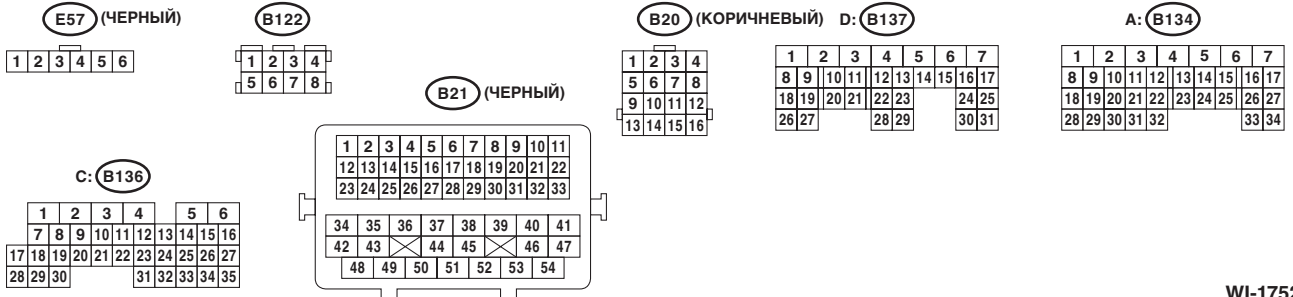 E57 (ЧЕРНЫЙ)
1 2 3 4 5 6
B122
1 2 3 4
5 6 7 8
B21 (ЧЕРНЫЙ)
1 2 3 4 5 6 7 8 9 10 11
12 13 14 15 16 17 18 19 20 21 22
23 24 25 26 27 28 29 30 31 32 33
34 35 36 37 38 39 40 41
42 43 44 45 46 47
48 49 50 51 52 53 54
B20 (КОРИЧНЕВЫЙ)
1 2 3 4
5 6 7 8
9 10 11 12
13 14 15 16
D: B137
1 2 3 4 5 6 7
8 9 10 11 12 13 14 15 16 17
18 19 20 21 22 23 24 25
26 27 28 29 30 31
A: B134
1 2 3 4 5 6 7
8 9 10 11 12 13 14 15 16 17
18 19 20 21 22 23 24 25 26 27
28 29 30 31 32 33 34
C: B136
1 2 3 4 5 6
7 8 9 10 11 12 13 14 15 16
17 18 19 20 21 22 23 24 25 26 27
28 29 30 31 32 33 34 35
WI-1752